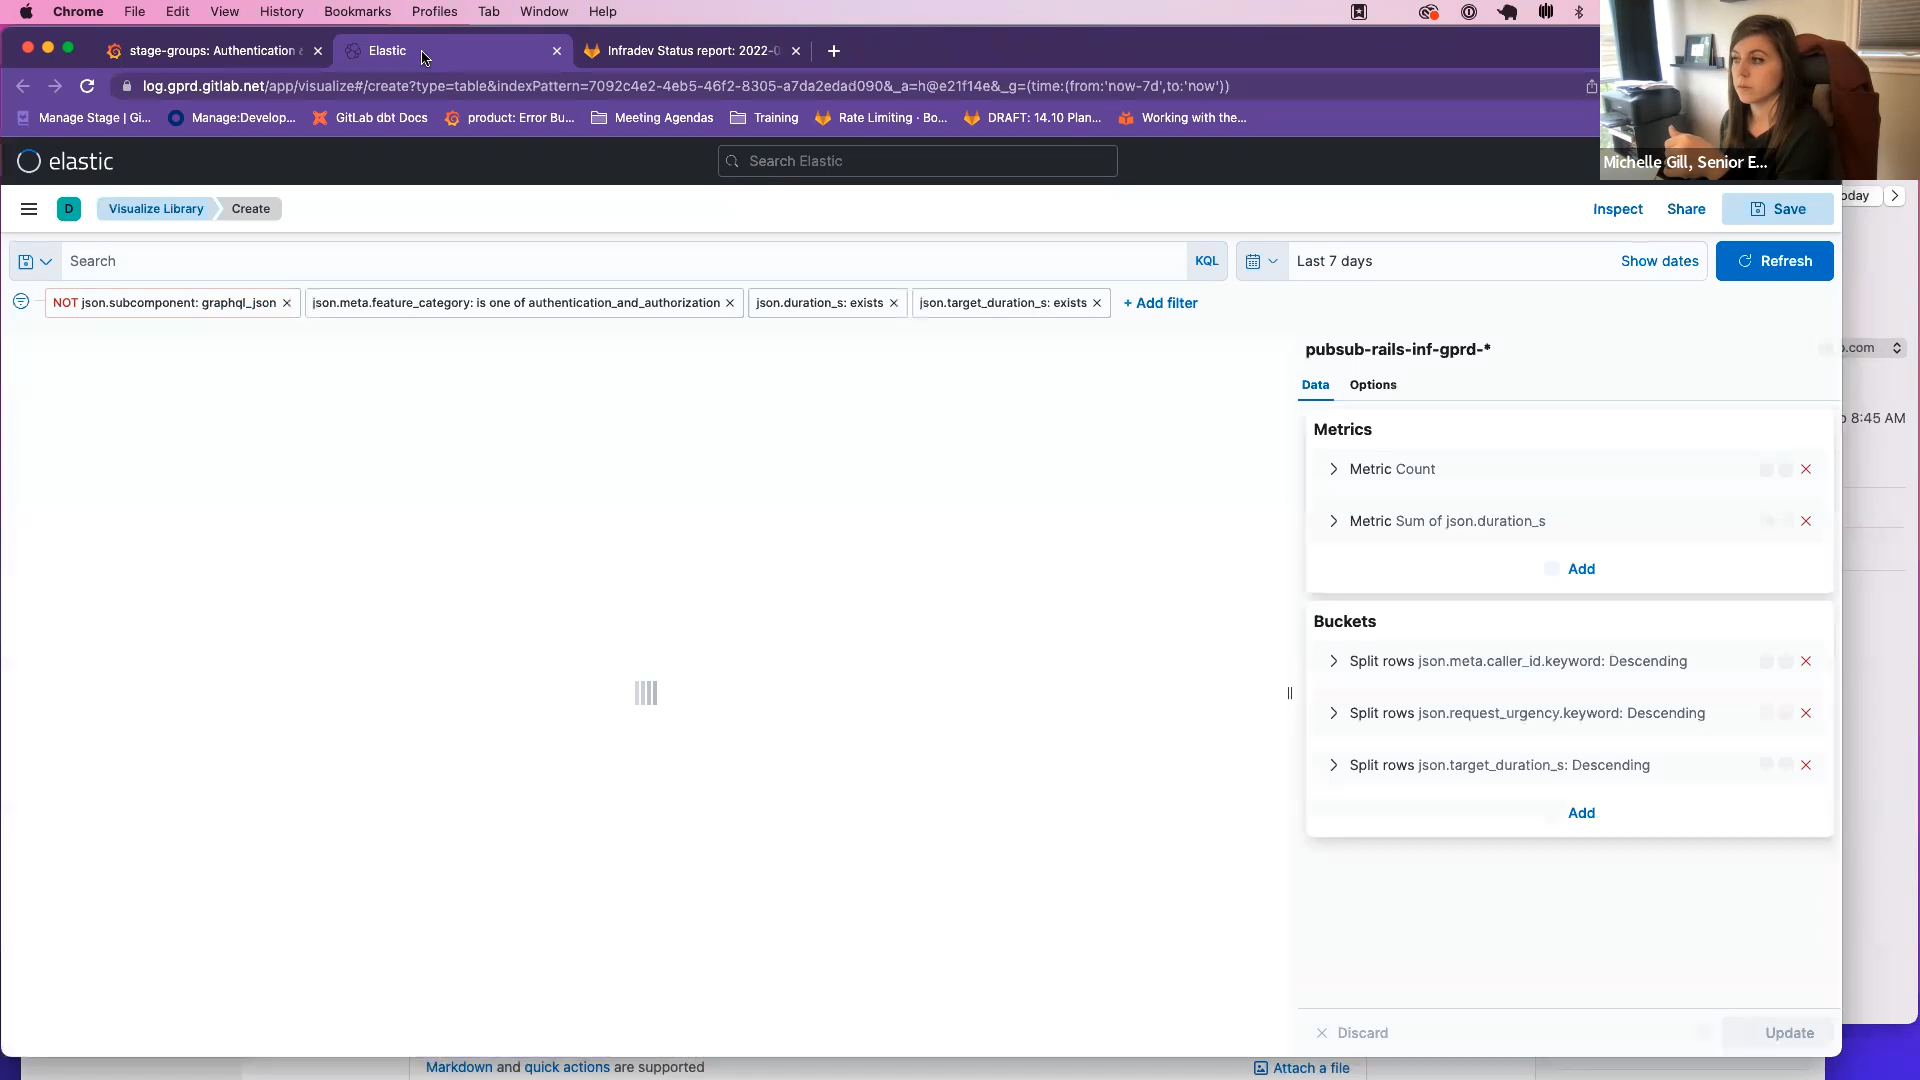 Chrome File Edit View History Bookmarks Profiles Tab Window Help
stage-groups: Authentication
Elastic
Infradev Status report: 2022-0
log.gprd.gitlab.net/app/visualize#/create?type=table&indexPattern=7092c4e2-4eb5-46f2-8305-a7da2edad090&_a=h@e21f14e&_g=(time:(from:'now-7d',to:'now'))
Manage Stage | Gi... Manage:Develop... GitLab dbt Docs product: Error Bu... Meeting Agendas Training Rate Limiting · Bo... DRAFT: 14.10 Plan... Working with the...
Michelle Gill, Senior E...
elastic
Search Elastic
D Visualize Library Create
Inspect Share Save
oday
Search KQL
Last 7 days Show dates Refresh
NOT json.subcomponent: graphql_json
json.meta.feature_category: is one of authentication_and_authorization
json.duration_s: exists
json.target_duration_s: exists
+ Add filter
pubsub-rails-inf-gprd-*
.com
Data Options
8:45 AM
Metrics
Metric Count
Metric Sum of json.duration_s
Add
Buckets
Split rows json.meta.caller_id.keyword: Descending
Split rows json.request_urgency.keyword: Descending
Split rows json.target_duration_s: Descending
Add
Discard Update
Markdown and quick actions are supported
Attach a file